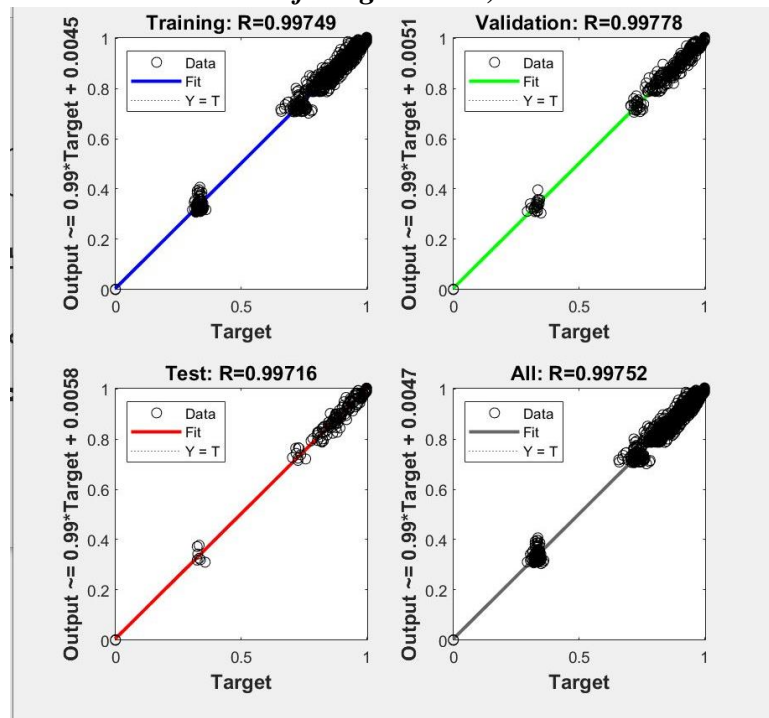 Training: R=0.99749
Output ~= 0.99*Target + 0.0045
1
0.8
0.6
0.4
0.2
0
Data
Fit
Y = T
0
0.5
1
Target
Validation: R=0.99778
Output ~= 0.99*Target + 0.0051
1
0.8
0.6
0.4
0.2
0
Data
Fit
Y = T
0
0.5
1
Target
Test: R=0.99716
Output ~= 0.99*Target + 0.0058
1
0.8
0.6
0.4
0.2
0
Data
Fit
Y = T
0
0.5
1
Target
All: R=0.99752
Output ~= 0.99*Target + 0.0047
1
0.8
0.6
0.4
0.2
0
Data
Fit
Y = T
0
0.5
1
Target